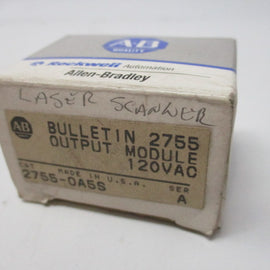 AB
QUALITY
Rockwell Automation
Allen-Bradley
LASER SCANNER
AB
BULLETIN 2755
OUTPUT MODULE
120VAC
MADE IN U.S.A.
CAT SER
2755-OA5S A